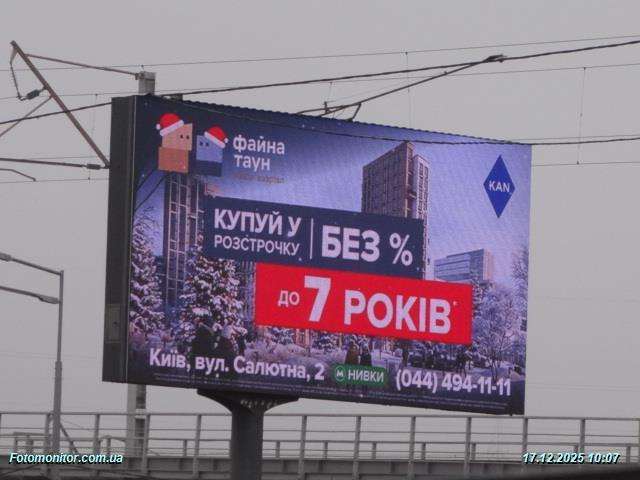 файна
таун
KAN
КУПУЙ У
РОЗСТРОЧКУ
БЕЗ %
ДО 7 РОКІВ*
Київ, вул. Салютна, 2
М НИВКИ
(044) 494-11-11
Fotomonitor.com.ua
17.12.2025 10:07